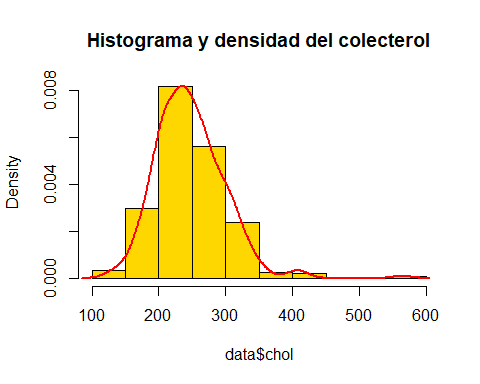 Histograma y densidad del colecterol
Density
0.008
0.004
0.000
100 200 300 400 500 600
data$chol